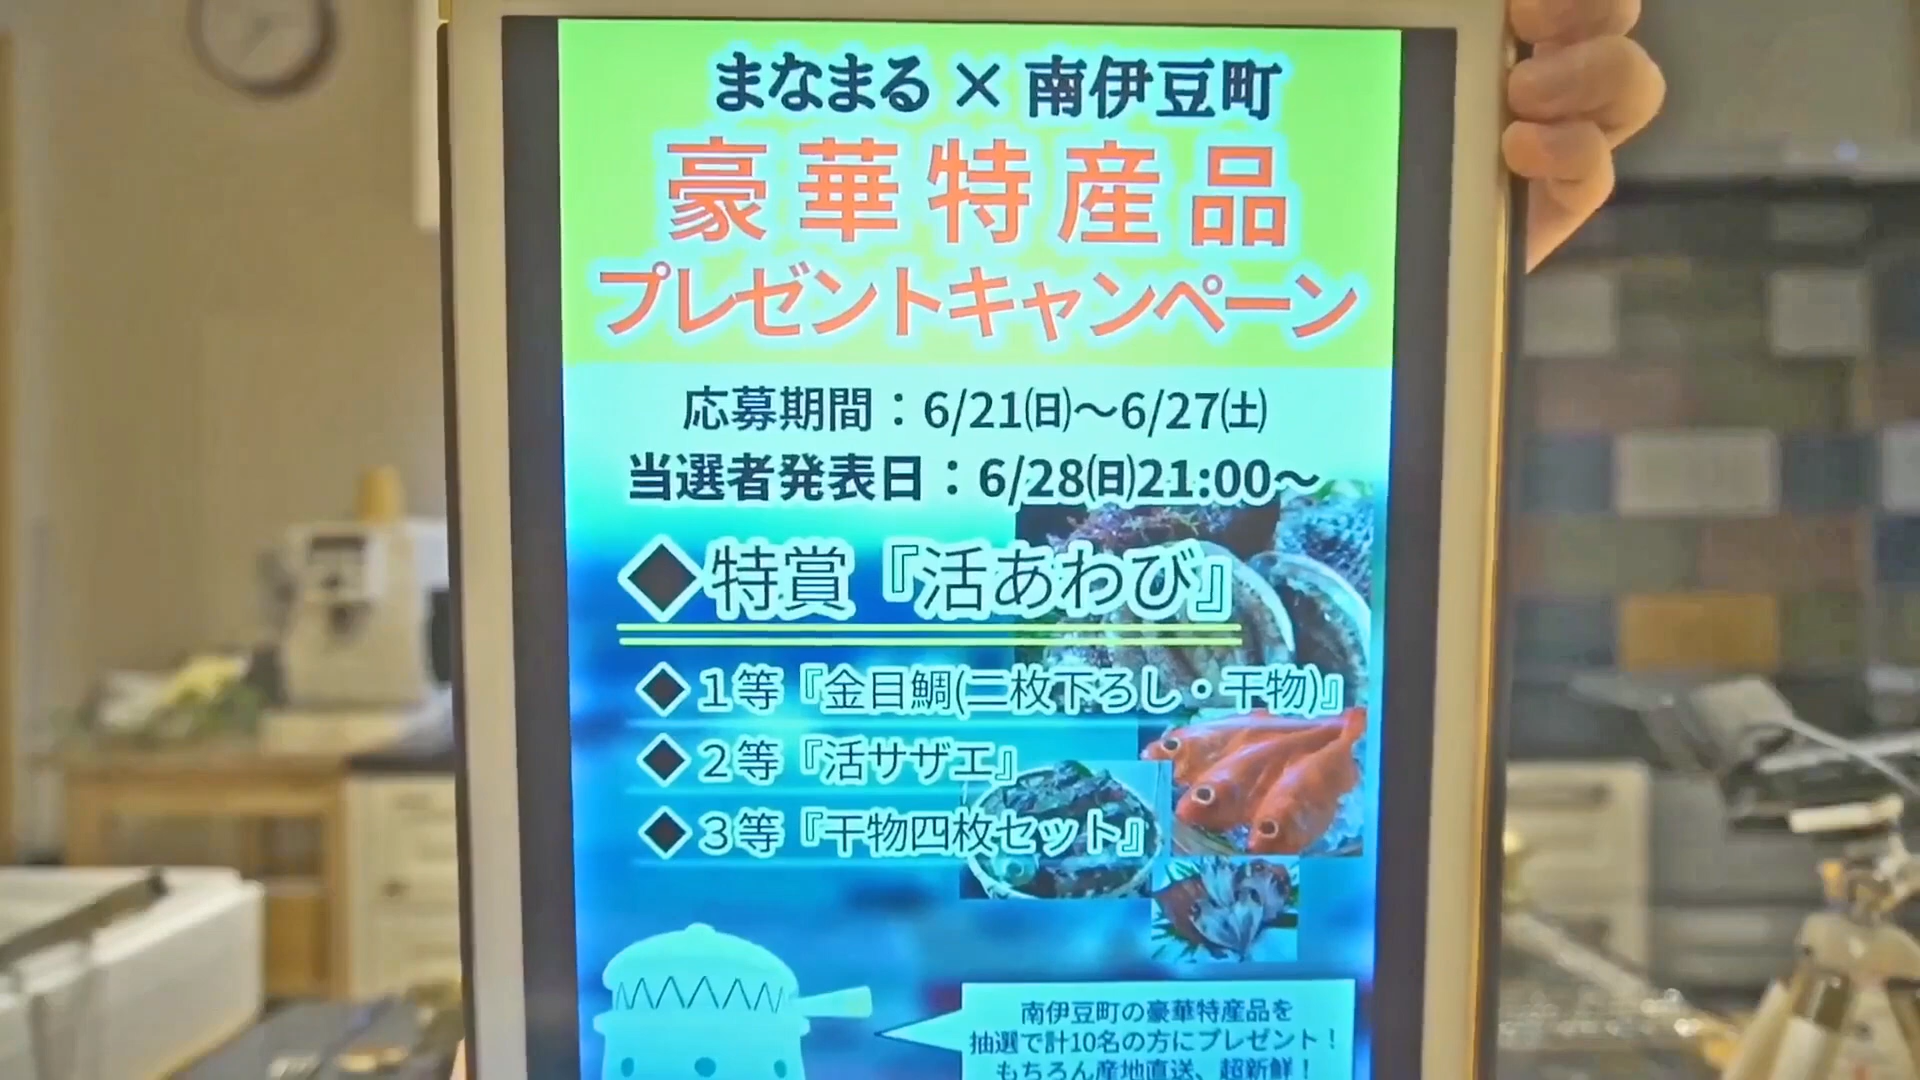 まなまる×南伊豆町
豪華特産品
プレゼントキャンペーン
応募期間：6/21㈰～6/27㈯
当選者発表日：6/28㈰21:00～
◆特賞『活あわび』
◆１等『金目鯛(二枚下ろし・干物)』
◆２等『活サザエ』
◆３等『干物四枚セット』
南伊豆町の豪華特産品を
抽選で計10名の方にプレゼント！
もちろん産地直送、超新鮮！